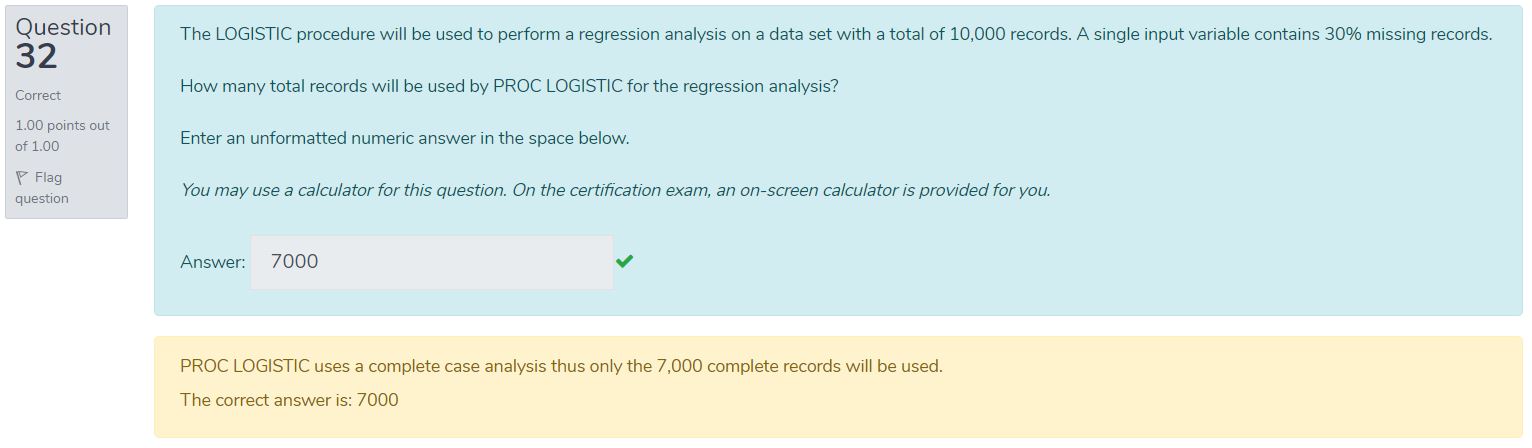 Question
32
Correct
1.00 points out
of 1.00
Flag
question
The LOGISTIC procedure will be used to perform a regression analysis on a data set with a total of 10,000 records. A single input variable contains 30% missing records.
How many total records will be used by PROC LOGISTIC for the regression analysis?
Enter an unformatted numeric answer in the space below.
You may use a calculator for this question. On the certification exam, an on-screen calculator is provided for you.
Answer: 7000
PROC LOGISTIC uses a complete case analysis thus only the 7,000 complete records will be used.
The correct answer is: 7000